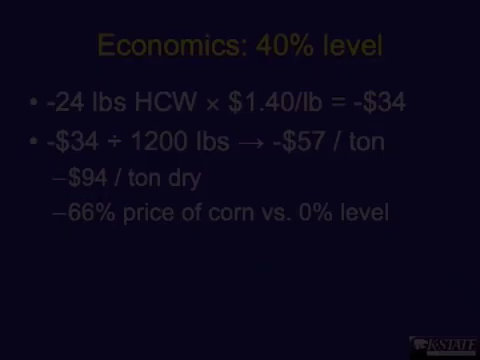 Economics: 40% level
• -24 lbs HCW × $1.40/lb = -$34
• -$34 ÷ 1200 lbs → -$57 / ton
–$94 / ton dry
–66% price of corn vs. 0% level
K-STATE